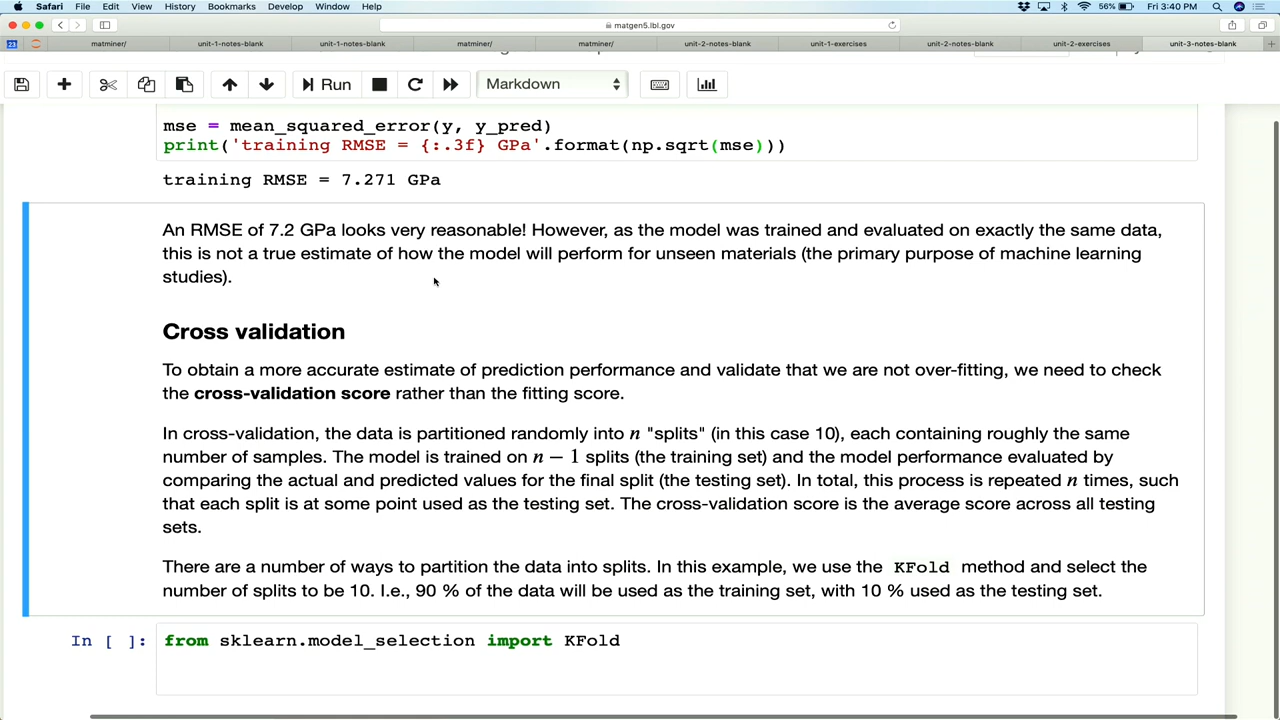 Safari File Edit View History Bookmarks Develop Window Help 56% Fri 3:40 PM
matgen5.lbl.gov
23 matminer/ unit-1-notes-blank unit-1-notes-blank matminer/ matminer/ unit-2-notes-blank unit-1-exercises unit-2-notes-blank unit-2-exercises unit-3-notes-blank
Run Markdown
mse = mean_squared_error(y, y_pred)
print('training RMSE = {:.3f} GPa'.format(np.sqrt(mse)))
training RMSE = 7.271 GPa
An RMSE of 7.2 GPa looks very reasonable! However, as the model was trained and evaluated on exactly the same data,
this is not a true estimate of how the model will perform for unseen materials (the primary purpose of machine learning
studies).
Cross validation
To obtain a more accurate estimate of prediction performance and validate that we are not over-fitting, we need to check
the cross-validation score rather than the fitting score.
In cross-validation, the data is partitioned randomly into n "splits" (in this case 10), each containing roughly the same
number of samples. The model is trained on n − 1 splits (the training set) and the model performance evaluated by
comparing the actual and predicted values for the final split (the testing set). In total, this process is repeated n times, such
that each split is at some point used as the testing set. The cross-validation score is the average score across all testing
sets.
There are a number of ways to partition the data into splits. In this example, we use the KFold method and select the
number of splits to be 10. I.e., 90 % of the data will be used as the training set, with 10 % used as the testing set.
In [ ]: from sklearn.model_selection import KFold